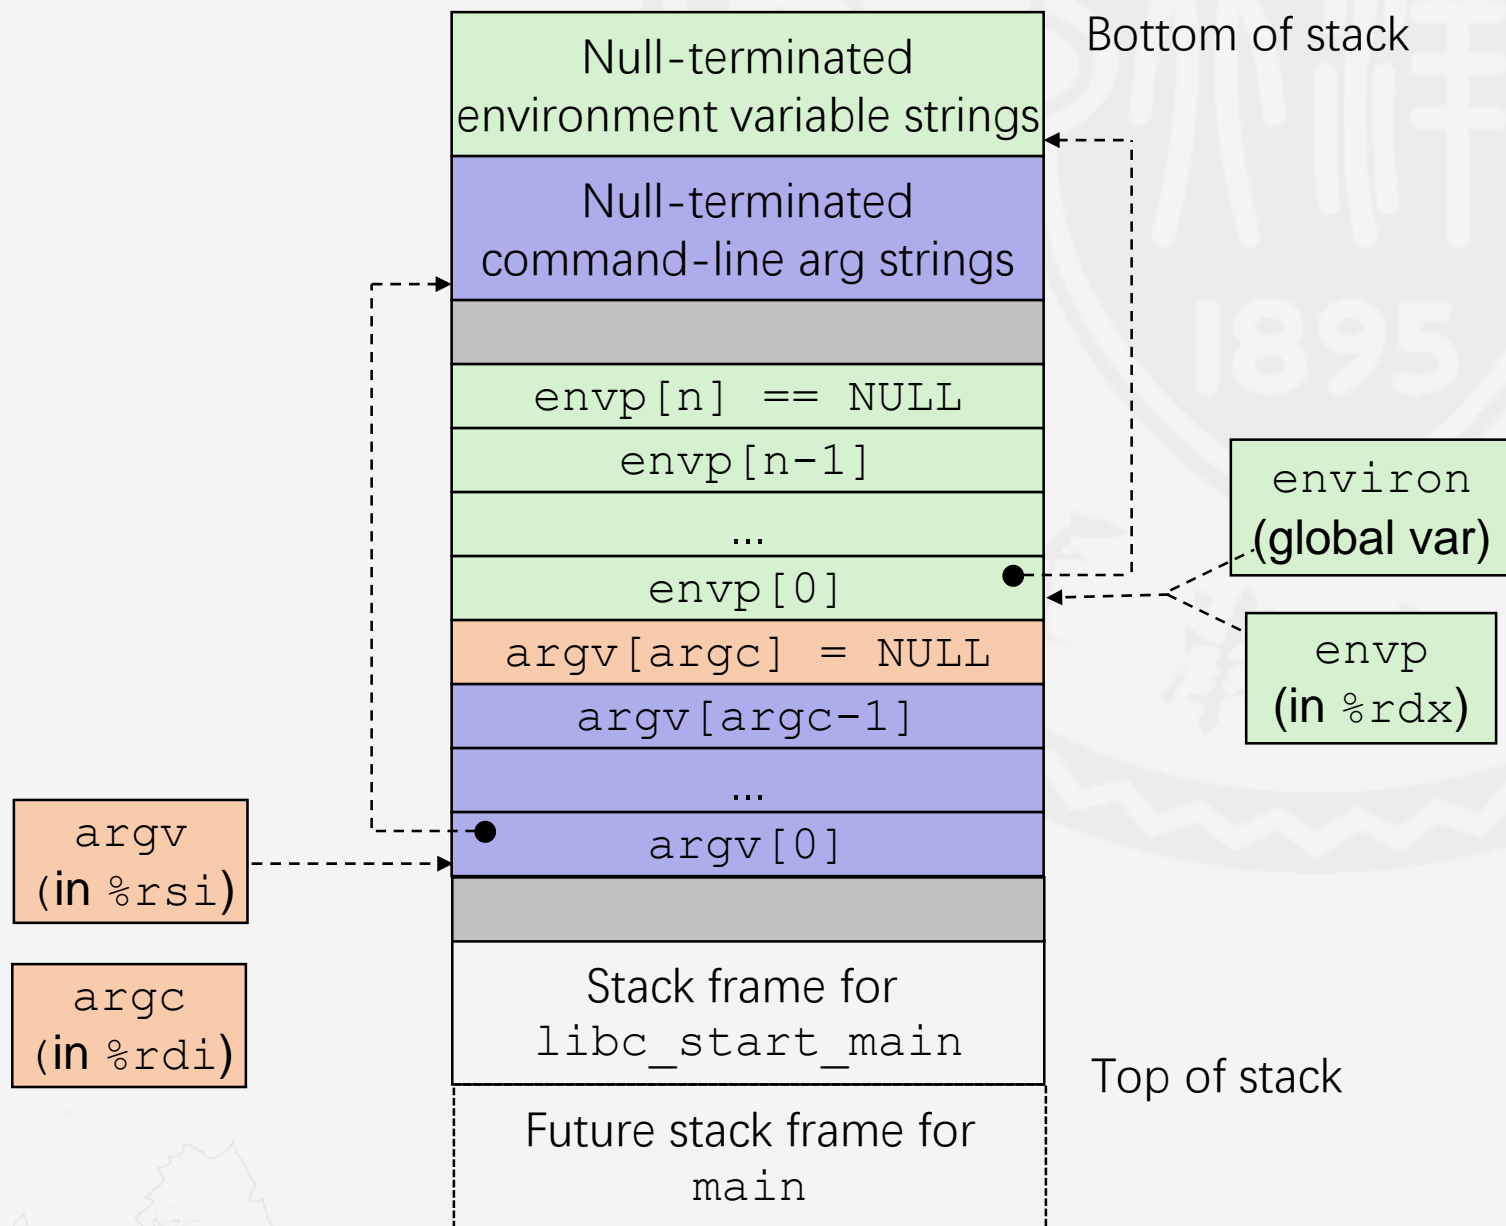 Bottom of stack
Null-terminated
environment variable strings
Null-terminated
command-line arg strings
1895
envp[n] == NULL
envp[n-1]
...
envp[0]
argv[argc] = NULL
argv[argc-1]
...
argv[0]
environ
(global var)
envp
(in %rdx)
argv
(in %rsi)
argc
(in %rdi)
Stack frame for
libc_start_main
Top of stack
Future stack frame for
main